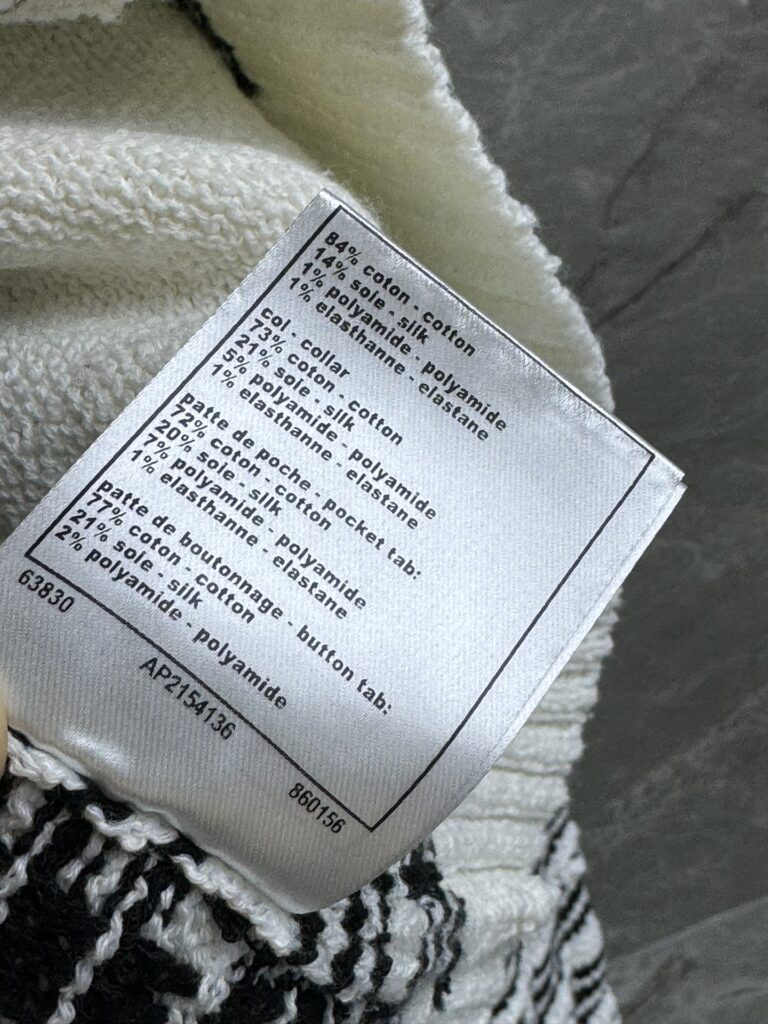 84% coton - cotton
14% soie - silk
1% polyamide - polyamide
1% elasthanne - elastane
col - collar
73% coton - cotton
21% soie - silk
5% polyamide - polyamide
1% elasthanne - elastane
patte de poche - pocket tab:
72% coton - cotton
20% soie - silk
7% polyamide - polyamide
1% elasthanne - elastane
patte de boutonnage - button tab:
77% coton - cotton
21% soie - silk
2% polyamide - polyamide
63830
AP2154136
860156